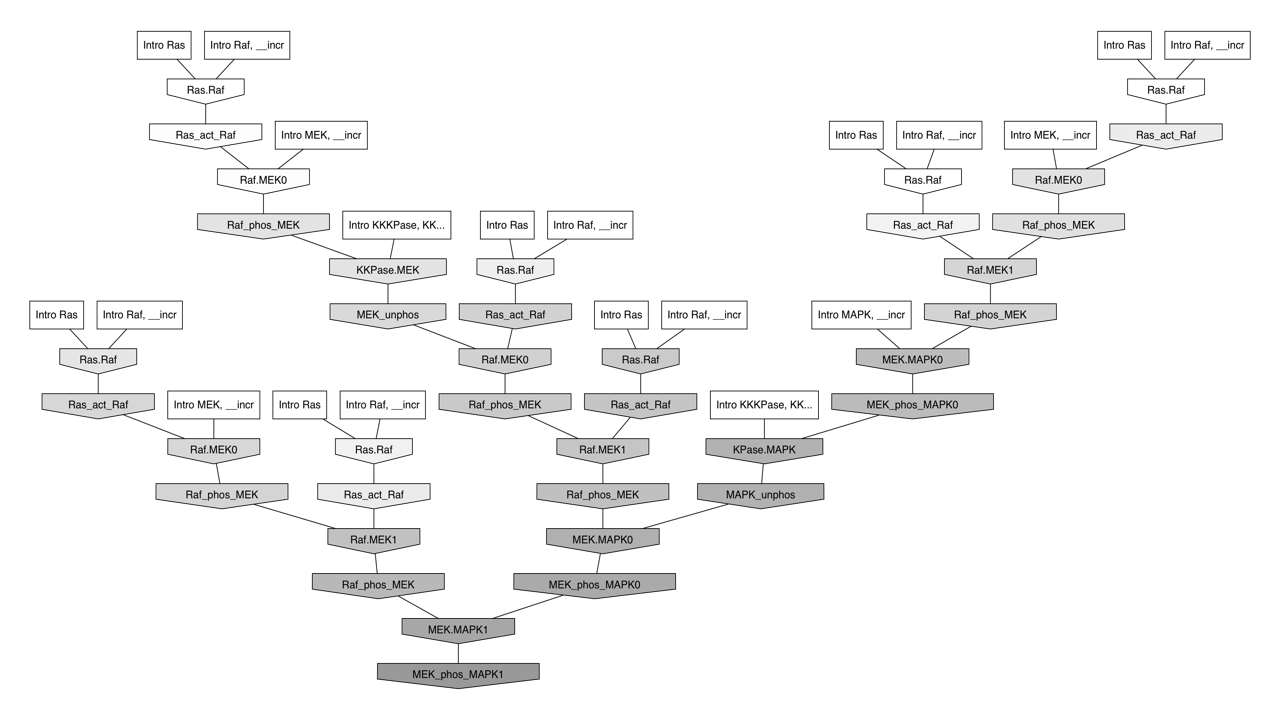 Intro Ras
Intro Raf, __incr
Intro Ras
Intro Raf, __incr
Ras.Raf
Ras.Raf
Ras_act_Raf
Intro MEK, __incr
Intro Ras
Intro Raf, __incr
Intro MEK, __incr
Ras_act_Raf
Raf.MEK0
Ras.Raf
Raf.MEK0
Raf_phos_MEK
Intro KKKPase, KK...
Intro Ras
Intro Raf, __incr
Ras_act_Raf
Raf_phos_MEK
KKPase.MEK
Ras.Raf
Raf.MEK1
Intro Ras
Intro Raf, __incr
MEK_unphos
Ras_act_Raf
Intro Ras
Intro Raf, __incr
Intro MAPK, __incr
Raf_phos_MEK
Ras.Raf
Raf.MEK0
Ras.Raf
MEK.MAPK0
Ras_act_Raf
Intro MEK, __incr
Intro Ras
Intro Raf, __incr
Raf_phos_MEK
Ras_act_Raf
Intro KKKPase, KK...
MEK_phos_MAPK0
Raf.MEK0
Ras.Raf
Raf.MEK1
KPase.MAPK
Raf_phos_MEK
Ras_act_Raf
Raf_phos_MEK
MAPK_unphos
Raf.MEK1
MEK.MAPK0
Raf_phos_MEK
MEK_phos_MAPK0
MEK.MAPK1
MEK_phos_MAPK1